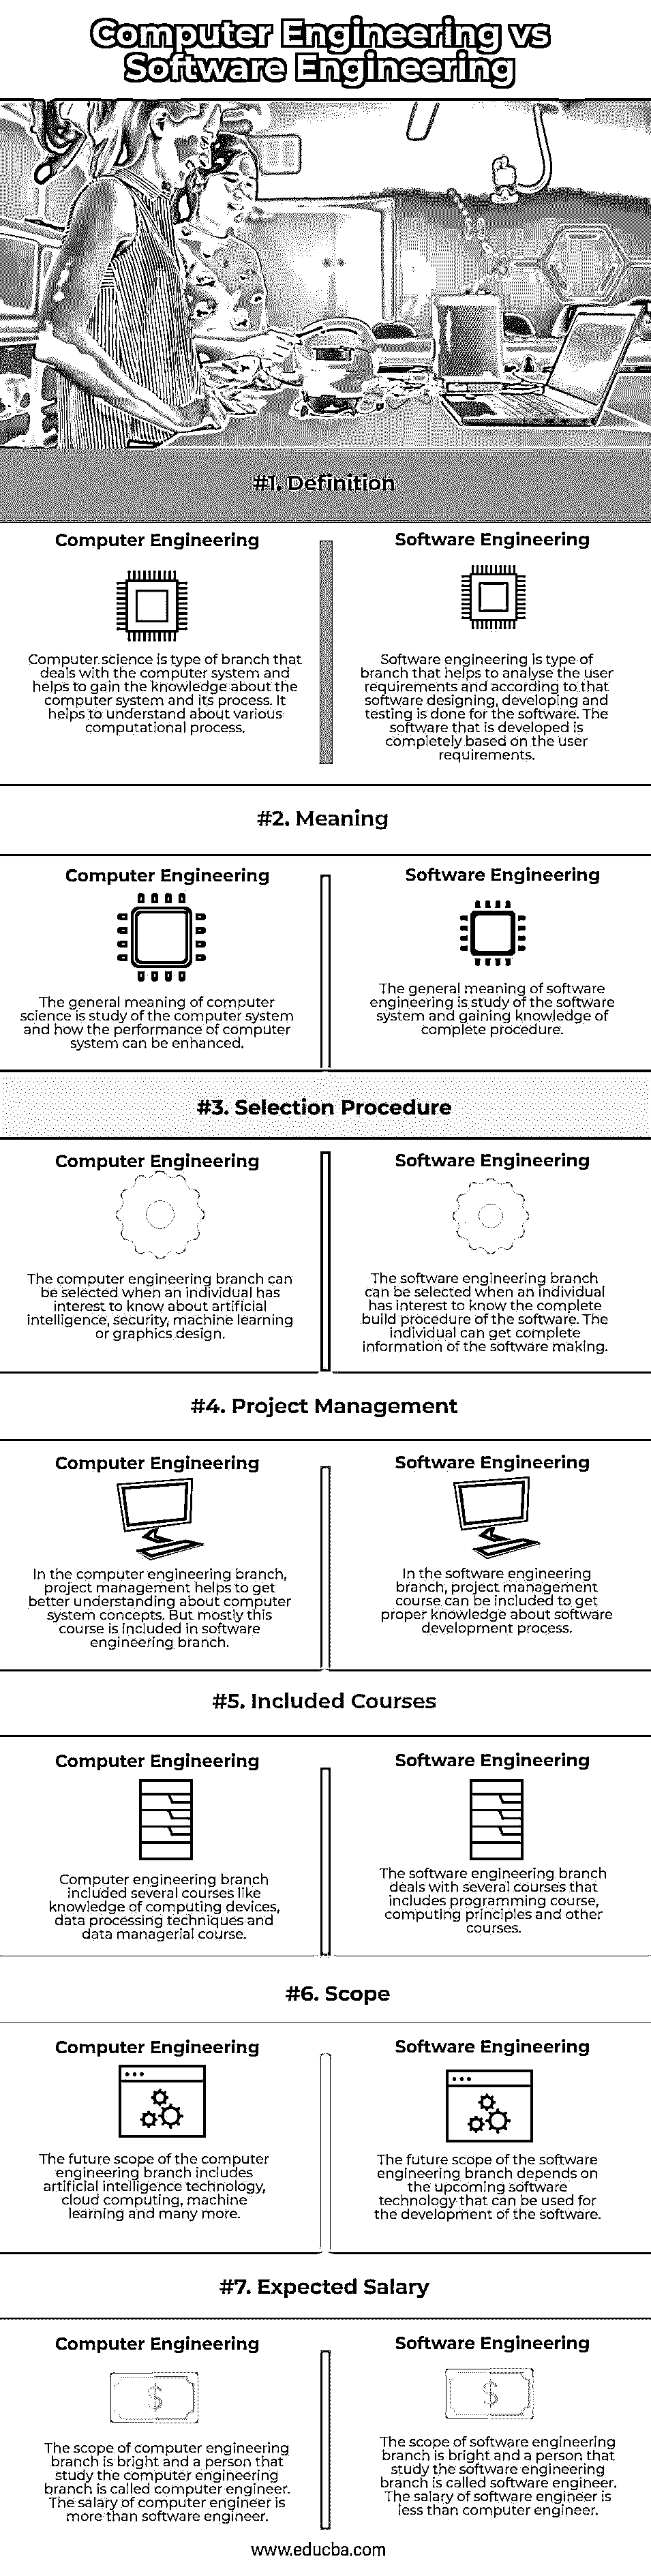 Computer Engineering vs
Software Engineering
#1. Definition
Computer Engineering
Computer science is type of branch that
deals with the computer system and
helps to gain the knowledge about the
computer system and its process. It
helps to understand about various
computational process.
Software Engineering
Software engineering is type of
branch that helps to analyse the user
requirements and according to that
software designing, developing and
testing is done for the software. The
software that is developed is
completely based on the user
requirements.
#2. Meaning
Computer Engineering
The general meaning of computer
science is study of the computer system
and how the performance of computer
system can be enhanced.
Software Engineering
The general meaning of software
engineering is study of the software
system and gaining knowledge of
complete procedure.
#3. Selection Procedure
Computer Engineering
The computer engineering branch can
be selected when an individual has
interest to know about artificial
intelligence, security, machine learning
or graphics design.
Software Engineering
The software engineering branch
can be selected when an individual
has interest to know the complete
build procedure of the software. The
individual can get complete
information of the software making.
#4. Project Management
Computer Engineering
In the computer engineering branch,
project management helps to get
better understanding about computer
system concepts. But mostly this
course is included in software
engineering branch.
Software Engineering
In the software engineering
branch, project management
course can be included to get
proper knowledge about software
development process.
#5. Included Courses
Computer Engineering
Computer engineering branch
included several courses like
knowledge of computing devices,
data processing techniques and
data managerial course.
Software Engineering
The software engineering branch
deals with several courses that
includes programming course,
computing principles and other
courses.
#6. Scope
Computer Engineering
The future scope of the computer
engineering branch includes
artificial intelligence technology,
cloud computing, machine
learning and many more.
Software Engineering
The future scope of the software
engineering branch depends on
the upcoming software
technology that can be used for
the development of the software.
#7. Expected Salary
Computer Engineering
The scope of computer engineering
branch is bright and a person that
study the computer engineering
branch is called computer engineer.
The salary of computer engineer is
more than software engineer.
Software Engineering
The scope of software engineering
branch is bright and a person that
study the software engineering
branch is called software engineer.
The salary of software engineer is
less than computer engineer.
www.educba.com